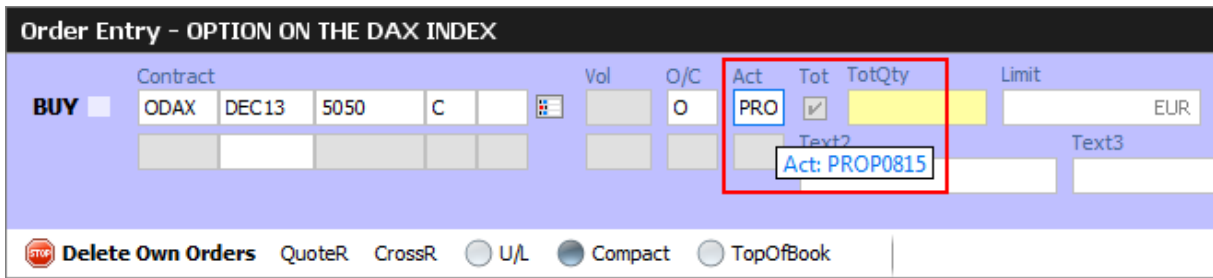 Order Entry - OPTION ON THE DAX INDEX
Contract Vol O/C Act Tot TotQty Limit
BUY ODAX DEC13 5050 C O PRO EUR
Text2 Text3
Act: PROP0815
STOP Delete Own Orders QuoteR CrossR U/L Compact TopOfBook